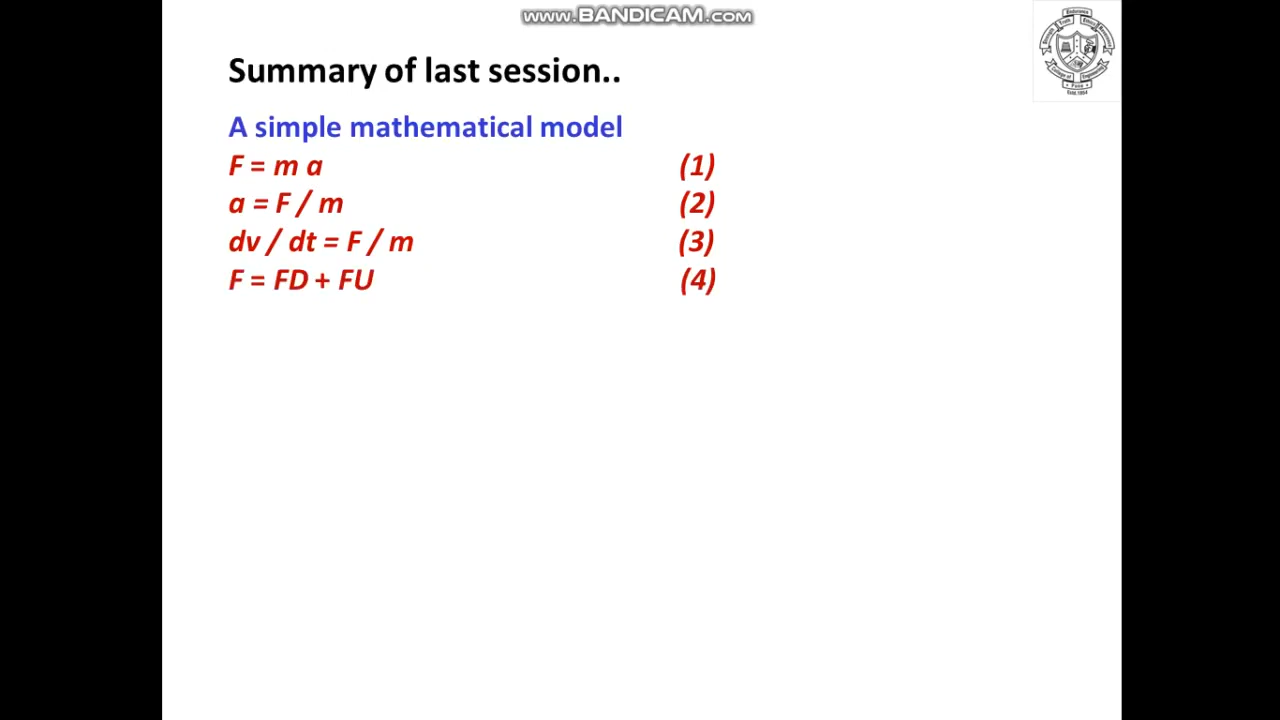 www.BANDICAM.com
Summary of last session..
A simple mathematical model
F = m a (1)
a = F / m (2)
dv / dt = F / m (3)
F = FD + FU (4)